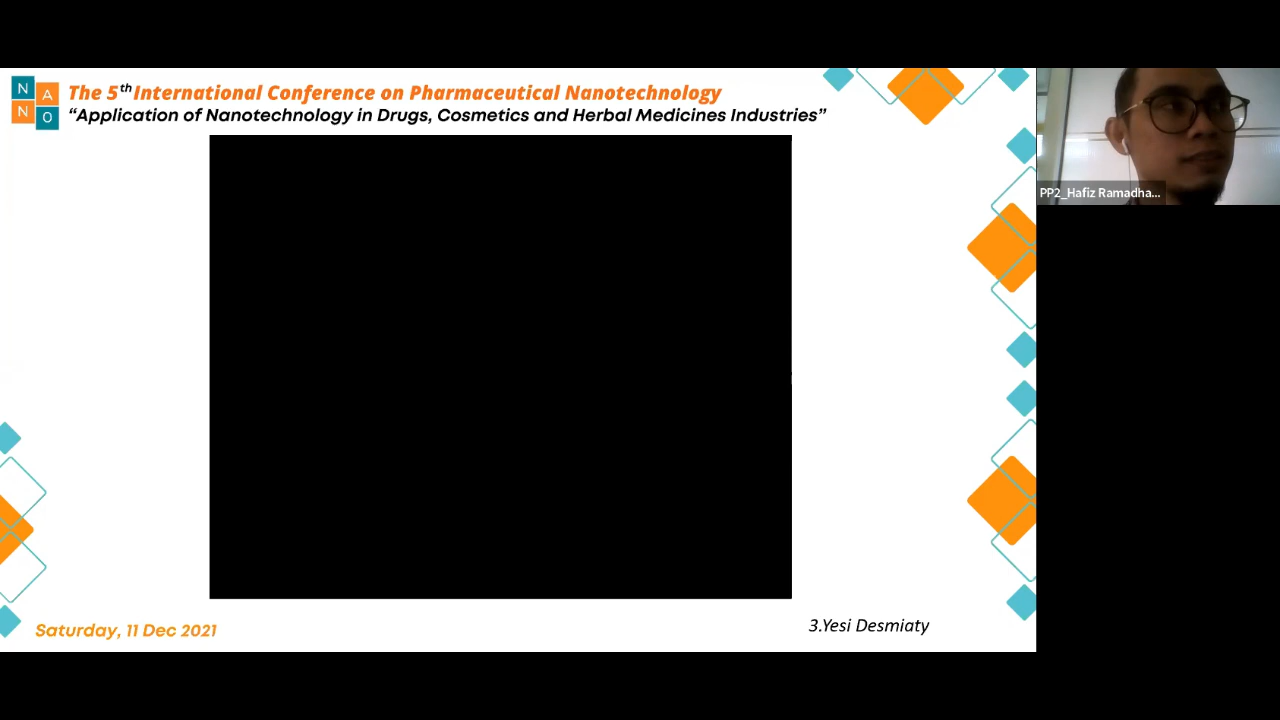 N A
N O
The 5th International Conference on Pharmaceutical Nanotechnology
“Application of Nanotechnology in Drugs, Cosmetics and Herbal Medicines Industries”
PP2_Hafiz Ramadha...
Saturday, 11 Dec 2021
3.Yesi Desmiaty